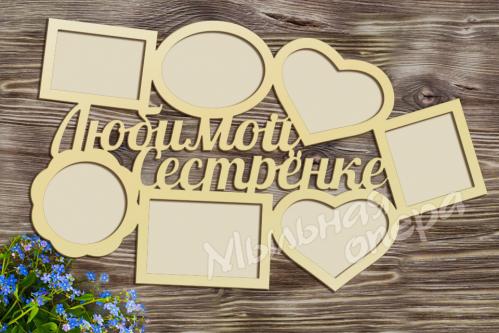 Любимой
Сестрёнке
Мыльная
опера